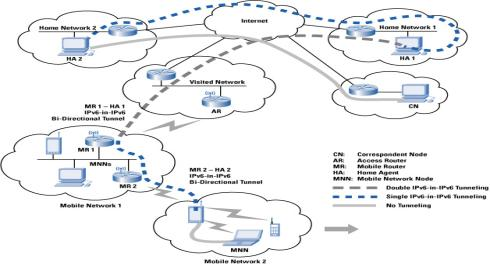 Home Network 2
Internet
Home Network 1
HA 2
HA 1
Visited Network
AR
CN
MR 1 – HA 1
IPv6-in-IPv6
Bi-Directional Tunnel
MR 1
MNNs
MR 2
Mobile Network 1
MR 2 – HA 2
IPv6-in-IPv6
Bi-Directional Tunnel
MNN
Mobile Network 2
CN: Correspondent Node
AR: Access Router
MR: Mobile Router
HA: Home Agent
MNN: Mobile Network Node
Double IPv6-in-IPv6 Tunneling
Single IPv6-in-IPv6 Tunneling
No Tunneling